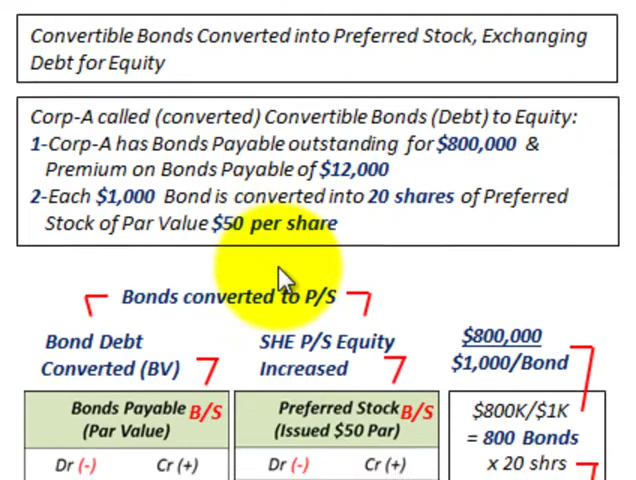 Convertible Bonds Converted into Preferred Stock, Exchanging
Debt for Equity
Corp-A called (converted) Convertible Bonds (Debt) to Equity:
1-Corp-A has Bonds Payable outstanding for $800,000 &
Premium on Bonds Payable of $12,000
2-Each $1,000 Bond is converted into 20 shares of Preferred
Stock of Par Value $50 per share
Bonds converted to P/S
Bond Debt
Converted (BV)
SHE P/S Equity
Increased
$800,000
$1,000/Bond
Bonds Payable B/S
(Par Value)
Dr (-) Cr (+)
Preferred Stock B/S
(Issued $50 Par)
Dr (-) Cr (+)
$800K/$1K
= 800 Bonds
x 20 shrs